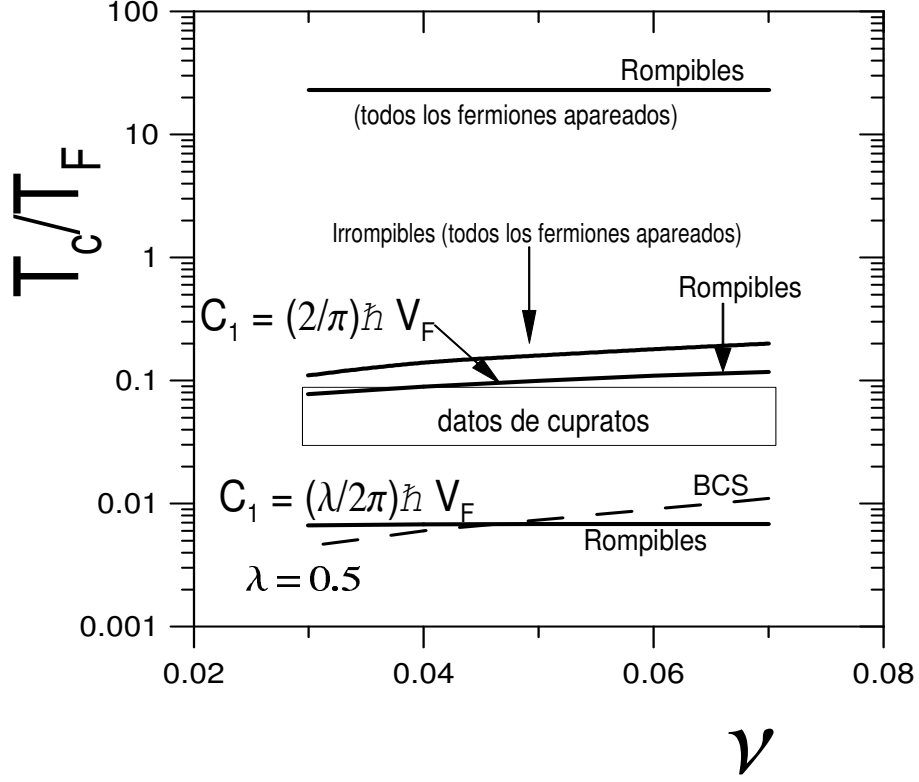 100
Rompibles
(todos los fermiones apareados)
10
T_c/T_F
Irrompibles (todos los fermiones apareados)
1
Rompibles
C_1 = (2/π)ℏ V_F
0.1
datos de cupratos
BCS
C_1 = (λ/2π)ℏ V_F
0.01
Rompibles
λ = 0.5
0.001
0.02 0.04 0.06 0.08
ν